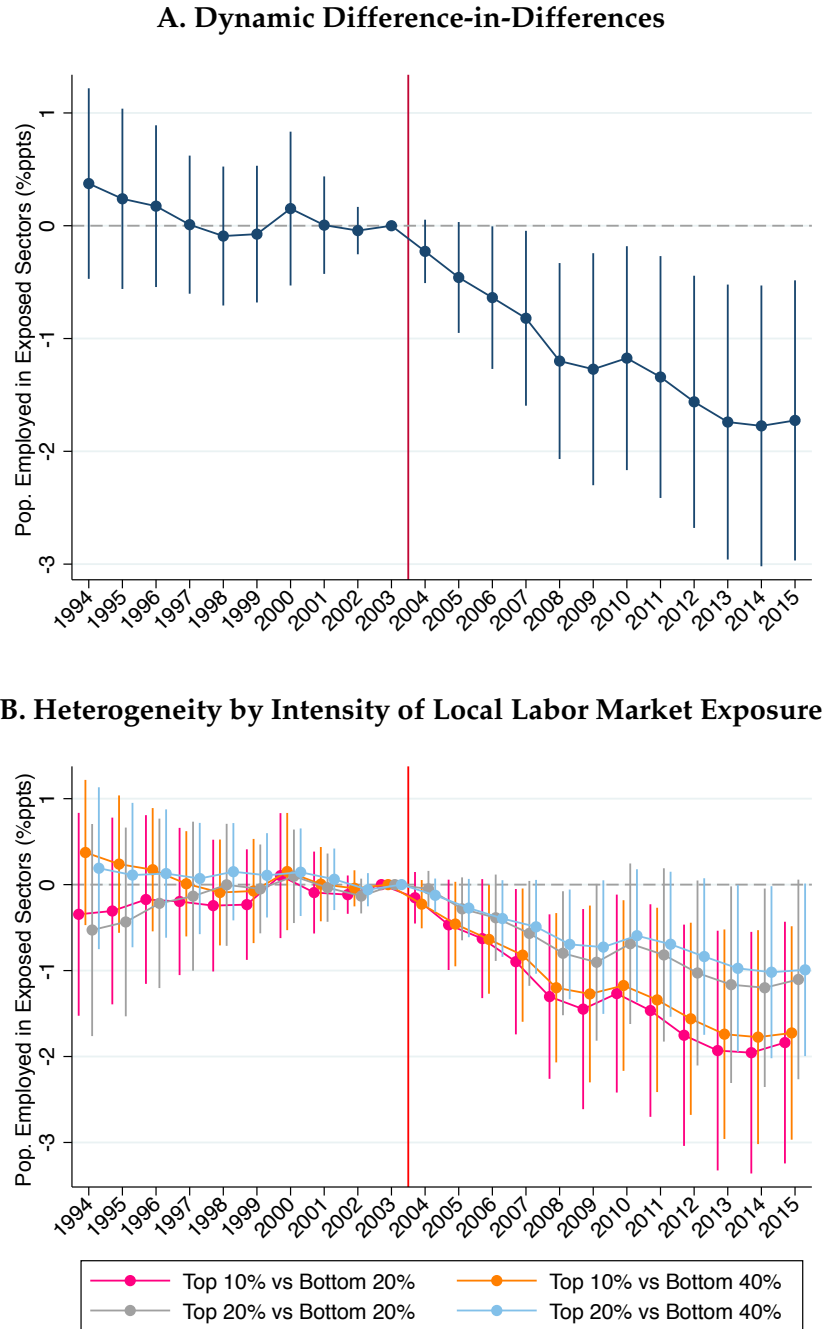 A. Dynamic Difference-in-Differences
Pop. Employed in Exposed Sectors (%ppts)
1
0
-1
-2
-3
1994 1995 1996 1997 1998 1999 2000 2001 2002 2003 2004 2005 2006 2007 2008 2009 2010 2011 2012 2013 2014 2015
B. Heterogeneity by Intensity of Local Labor Market Exposure
Pop. Employed in Exposed Sectors (%ppts)
1
0
-1
-2
-3
1994 1995 1996 1997 1998 1999 2000 2001 2002 2003 2004 2005 2006 2007 2008 2009 2010 2011 2012 2013 2014 2015
Top 10% vs Bottom 20% Top 10% vs Bottom 40%
Top 20% vs Bottom 20% Top 20% vs Bottom 40%